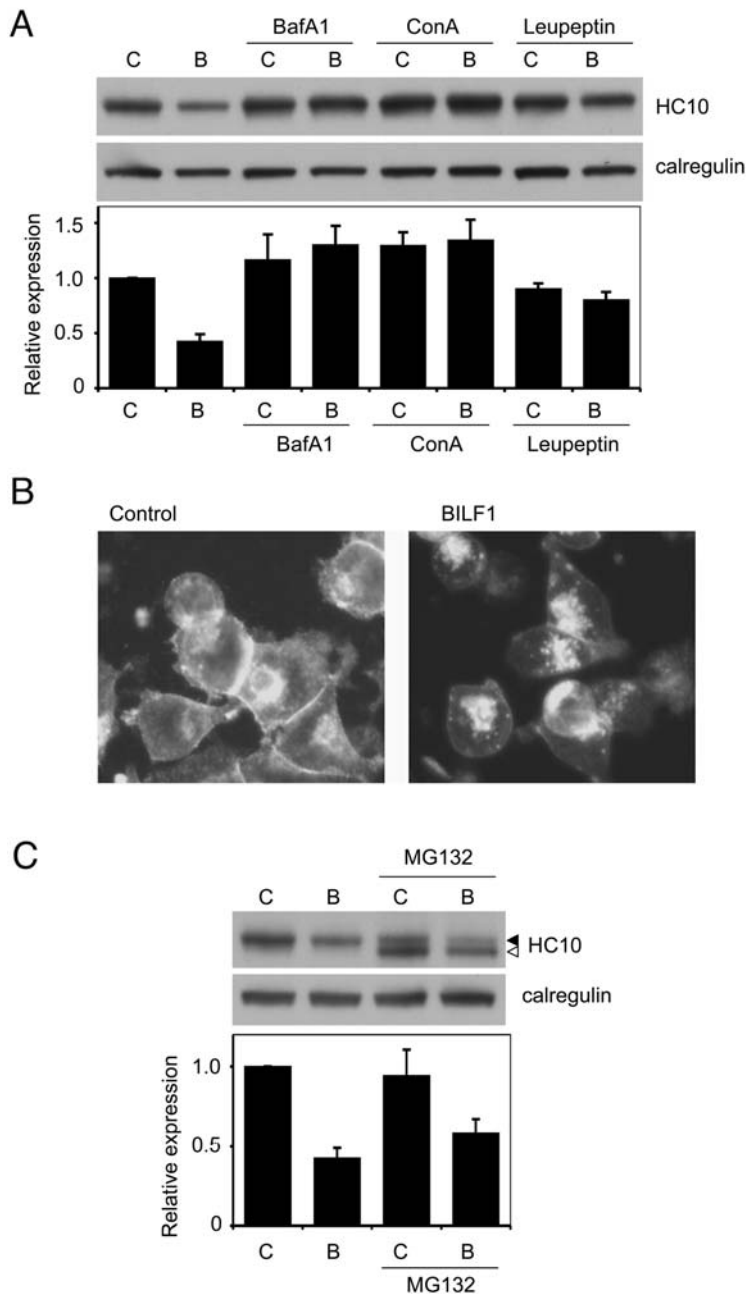 A
BafA1 ConA Leupeptin
C B C B C B C B
HC10
calregulin
Relative expression
1.5
1.0
0.5
0
C B C B C B C B
BafA1 ConA Leupeptin
B
Control BILF1
C
MG132
C B C B
HC10
calregulin
Relative expression
1.0
0.5
0
C B C B
MG132